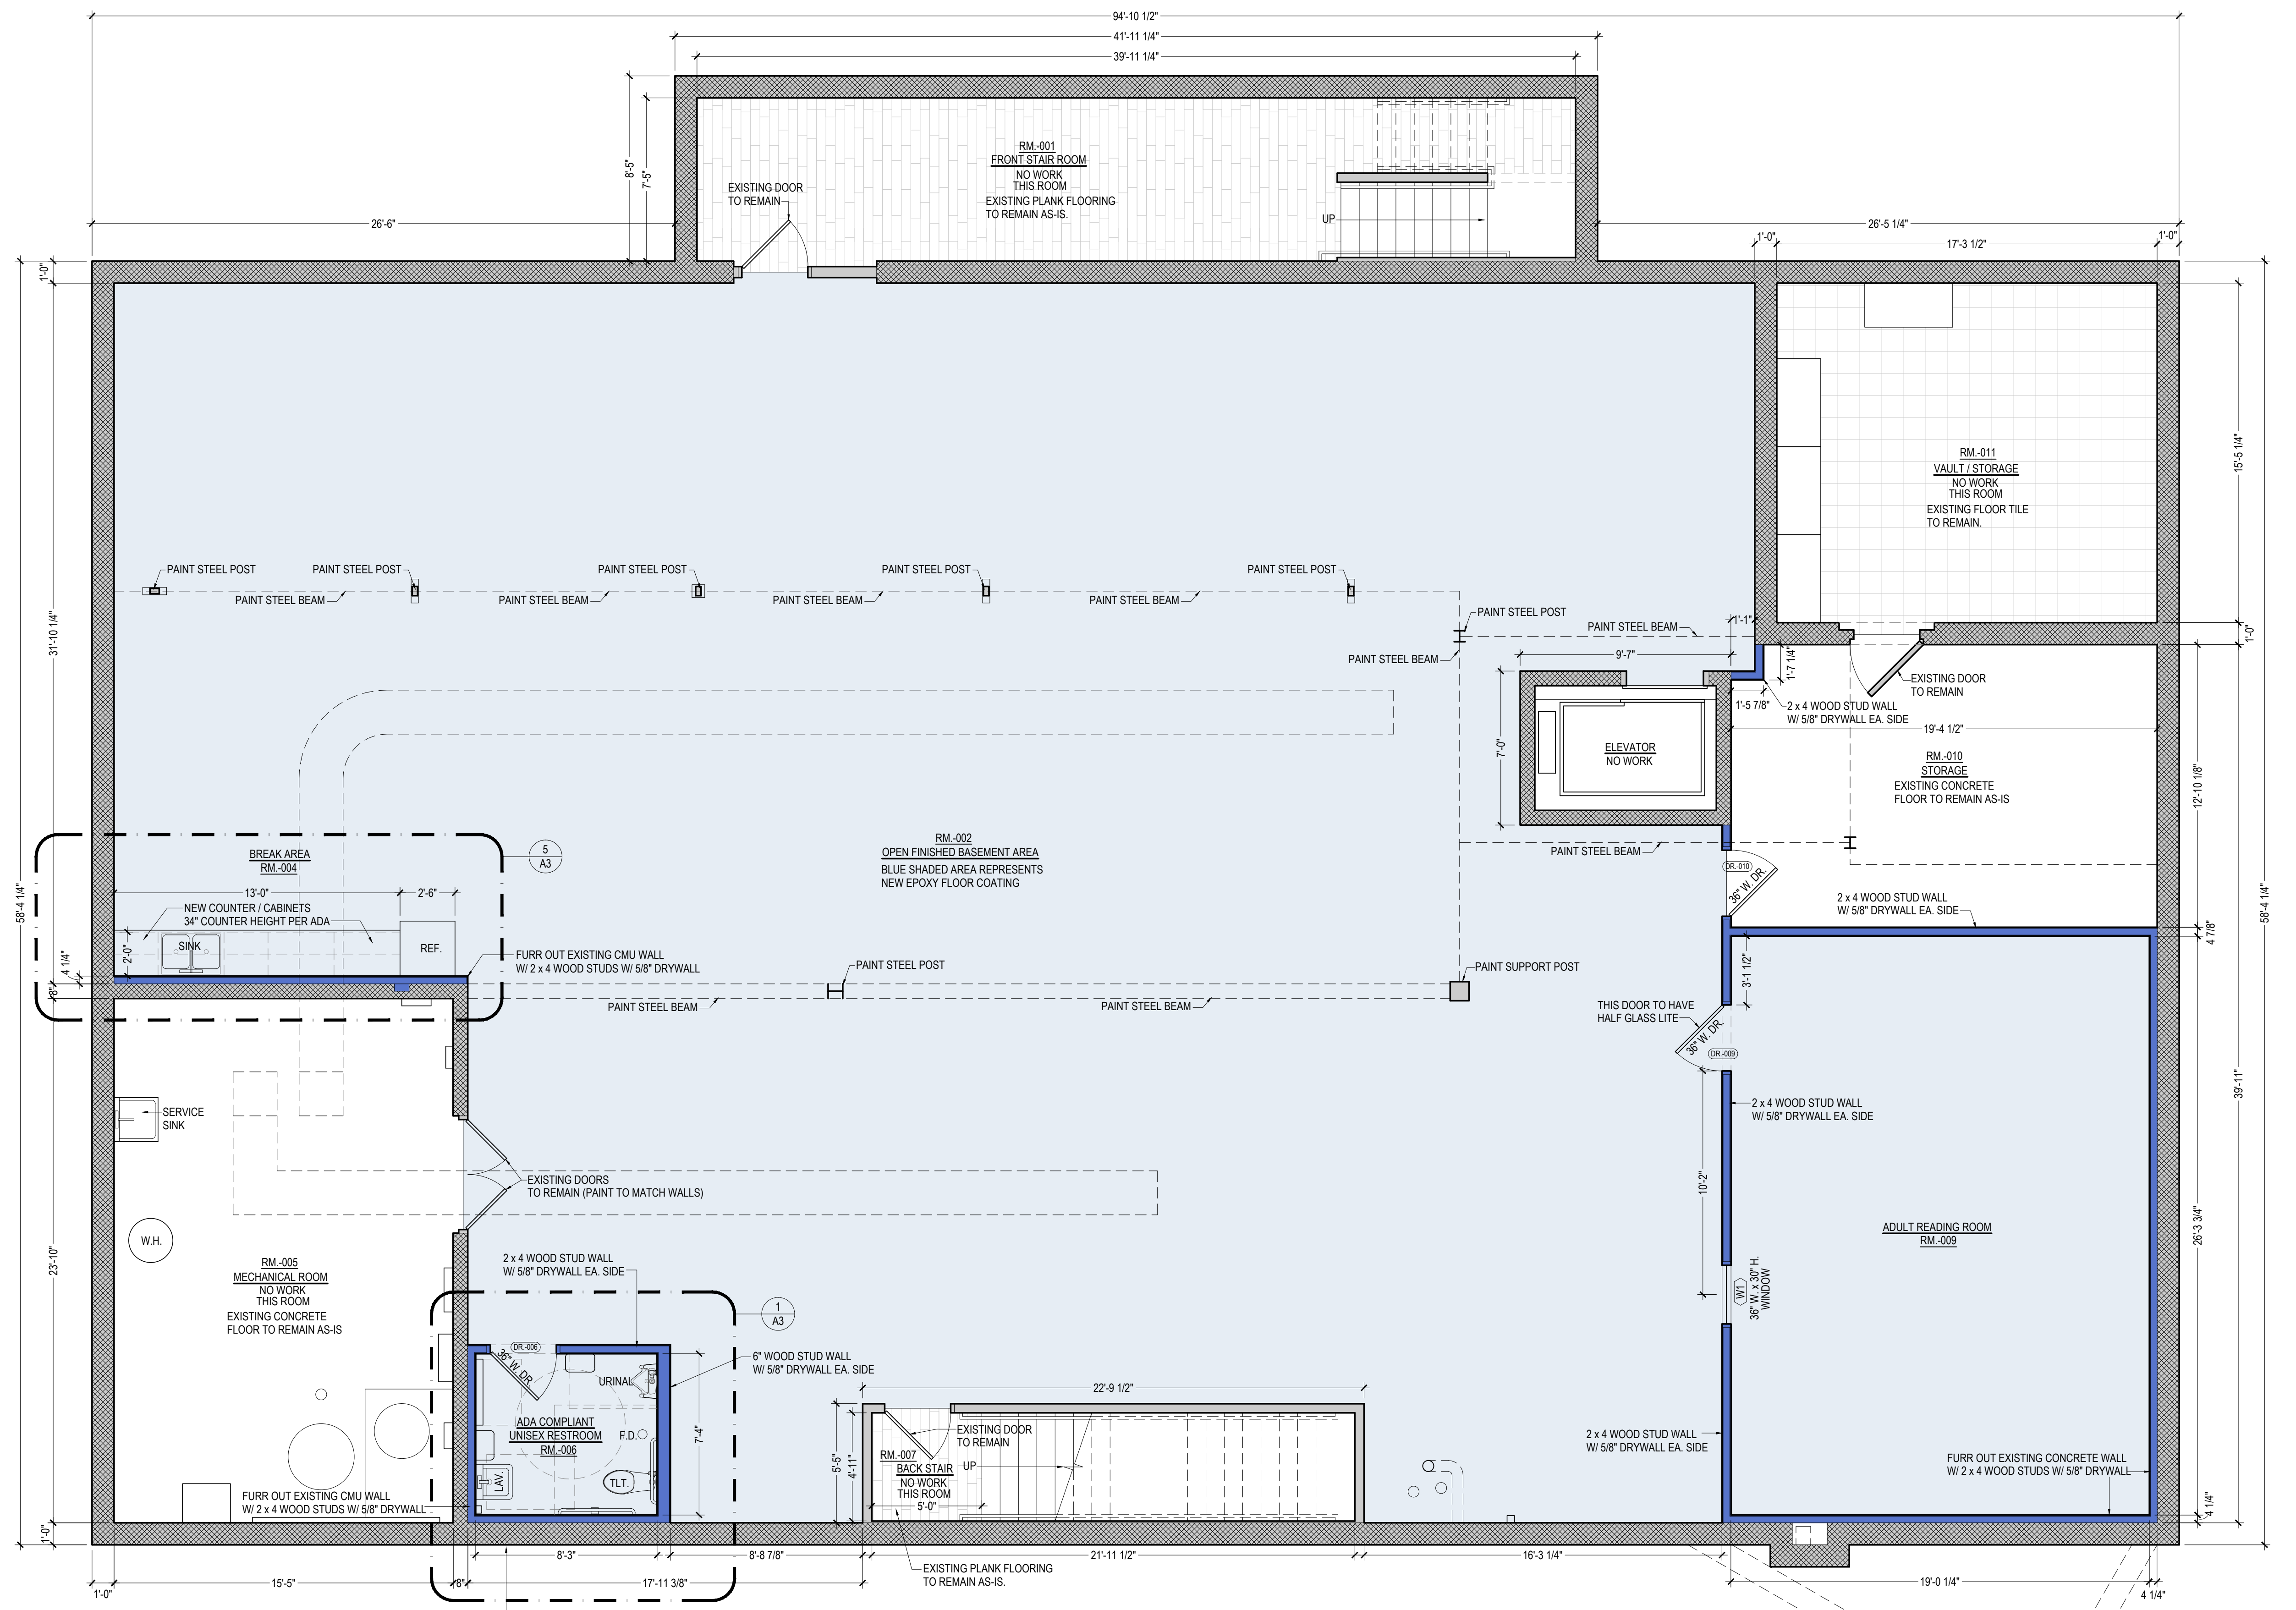 94'-10 1/2"
41'-11 1/4"
39'-11 1/4"
8'-5"
7'-5"
RM.-001
FRONT STAIR ROOM
NO WORK
THIS ROOM
EXISTING PLANK FLOORING
TO REMAIN AS-IS.
EXISTING DOOR
TO REMAIN
UP
26'-6"
26'-5 1/4"
1'-0"
17'-3 1/2"
1'-0"
1'-0"
RM.-011
VAULT / STORAGE
NO WORK
THIS ROOM
EXISTING FLOOR TILE
TO REMAIN.
15'-5 1/4"
PAINT STEEL POST
PAINT STEEL POST
PAINT STEEL POST
PAINT STEEL POST
PAINT STEEL POST
PAINT STEEL BEAM
PAINT STEEL BEAM
PAINT STEEL BEAM
PAINT STEEL BEAM
31'-10 1/4"
PAINT STEEL POST
PAINT STEEL BEAM
PAINT STEEL BEAM
1'-1"
1'-0"
9'-7"
1'-7 1/4"
EXISTING DOOR
TO REMAIN
1'-5 7/8"
2 x 4 WOOD STUD WALL
W/ 5/8" DRYWALL EA. SIDE
19'-4 1/2"
7'-0"
ELEVATOR
NO WORK
RM.-010
STORAGE
EXISTING CONCRETE
FLOOR TO REMAIN AS-IS
12'-10 1/8"
PAINT STEEL BEAM
RM.-002
OPEN FINISHED BASEMENT AREA
BLUE SHADED AREA REPRESENTS
NEW EPOXY FLOOR COATING
BREAK AREA
RM.-004
5
A3
DR.-010
36" W. DR.
13'-0"
2'-6"
NEW COUNTER / CABINETS
34" COUNTER HEIGHT PER ADA
58'-4 1/4"
58'-4 1/4"
2 x 4 WOOD STUD WALL
W/ 5/8" DRYWALL EA. SIDE
SINK
REF.
2'-0"
4 1/4"
8"
FURR OUT EXISTING CMU WALL
W/ 2 x 4 WOOD STUDS W/ 5/8" DRYWALL
4 7/8"
PAINT STEEL POST
PAINT SUPPORT POST
PAINT STEEL BEAM
PAINT STEEL BEAM
3'-1 1/2"
THIS DOOR TO HAVE
HALF GLASS LITE
36" W. DR.
DR.-009
39'-11"
SERVICE
SINK
2 x 4 WOOD STUD WALL
W/ 5/8" DRYWALL EA. SIDE
EXISTING DOORS
TO REMAIN (PAINT TO MATCH WALLS)
10'-2"
W.H.
23'-10"
26'-3 3/4"
ADULT READING ROOM
RM.-009
RM.-005
MECHANICAL ROOM
NO WORK
THIS ROOM
EXISTING CONCRETE
FLOOR TO REMAIN AS-IS
2 x 4 WOOD STUD WALL
W/ 5/8" DRYWALL EA. SIDE
W1
36" W. x 30" H.
WINDOW
1
A3
DR.-006
36" W. DR.
URINAL
6" WOOD STUD WALL
W/ 5/8" DRYWALL EA. SIDE
22'-9 1/2"
ADA COMPLIANT
UNISEX RESTROOM
RM.-006
F.D.
7'-4"
LAV.
TLT.
5'-5"
4'-11"
EXISTING DOOR
TO REMAIN
RM.-007
BACK STAIR
NO WORK
THIS ROOM
UP
5'-0"
2 x 4 WOOD STUD WALL
W/ 5/8" DRYWALL EA. SIDE
FURR OUT EXISTING CONCRETE WALL
W/ 2 x 4 WOOD STUDS W/ 5/8" DRYWALL
FURR OUT EXISTING CMU WALL
W/ 2 x 4 WOOD STUDS W/ 5/8" DRYWALL
4 1/4"
1'-0"
8'-3"
8'-8 7/8"
21'-11 1/2"
16'-3 1/4"
EXISTING PLANK FLOORING
TO REMAIN AS-IS.
1'-0"
15'-5"
8"
17'-11 3/8"
19'-0 1/4"
4 1/4"